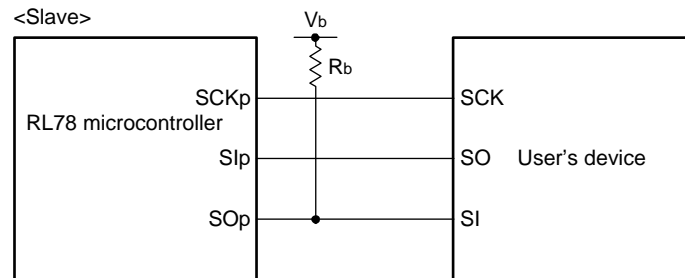 <Slave>
Vb
Rb
SCKp
SCK
RL78 microcontroller
SIp
SO
User's device
SOp
SI